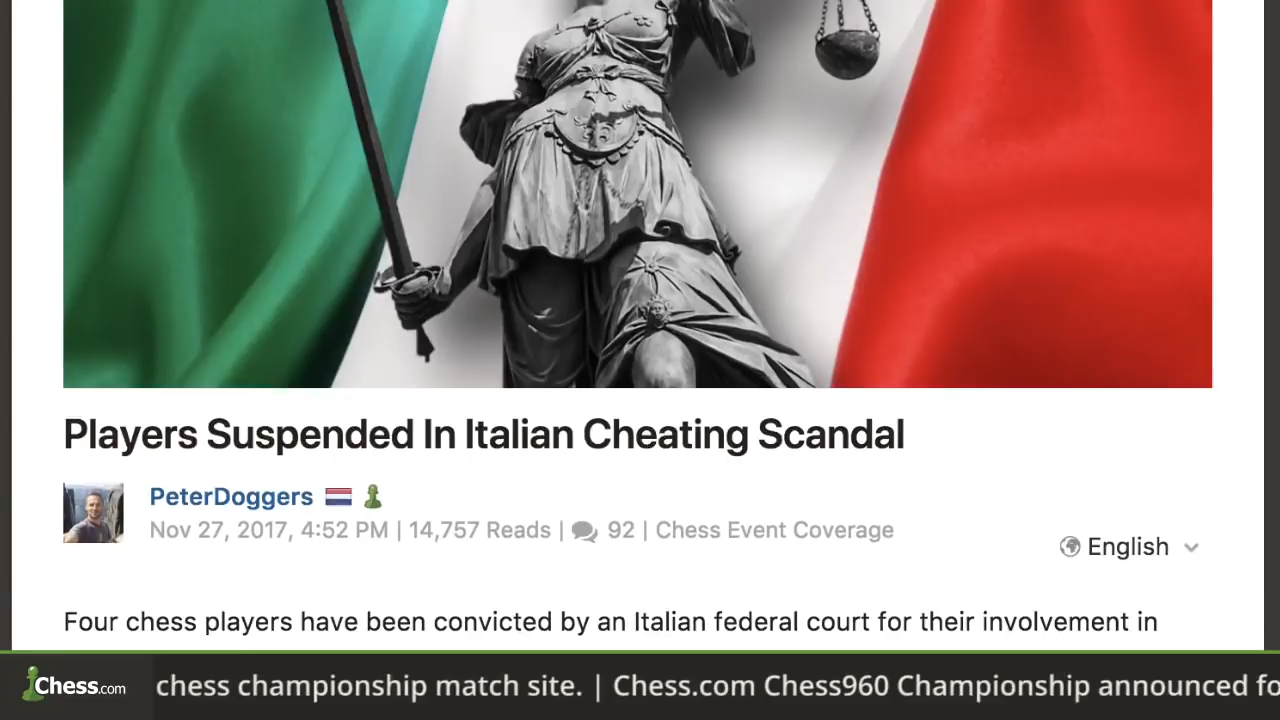 Players Suspended In Italian Cheating Scandal
PeterDoggers
Nov 27, 2017, 4:52 PM | 14,757 Reads | 92 | Chess Event Coverage
English
Four chess players have been convicted by an Italian federal court for their involvement in
Chess.com
chess championship match site. | Chess.com Chess960 Championship announced fo